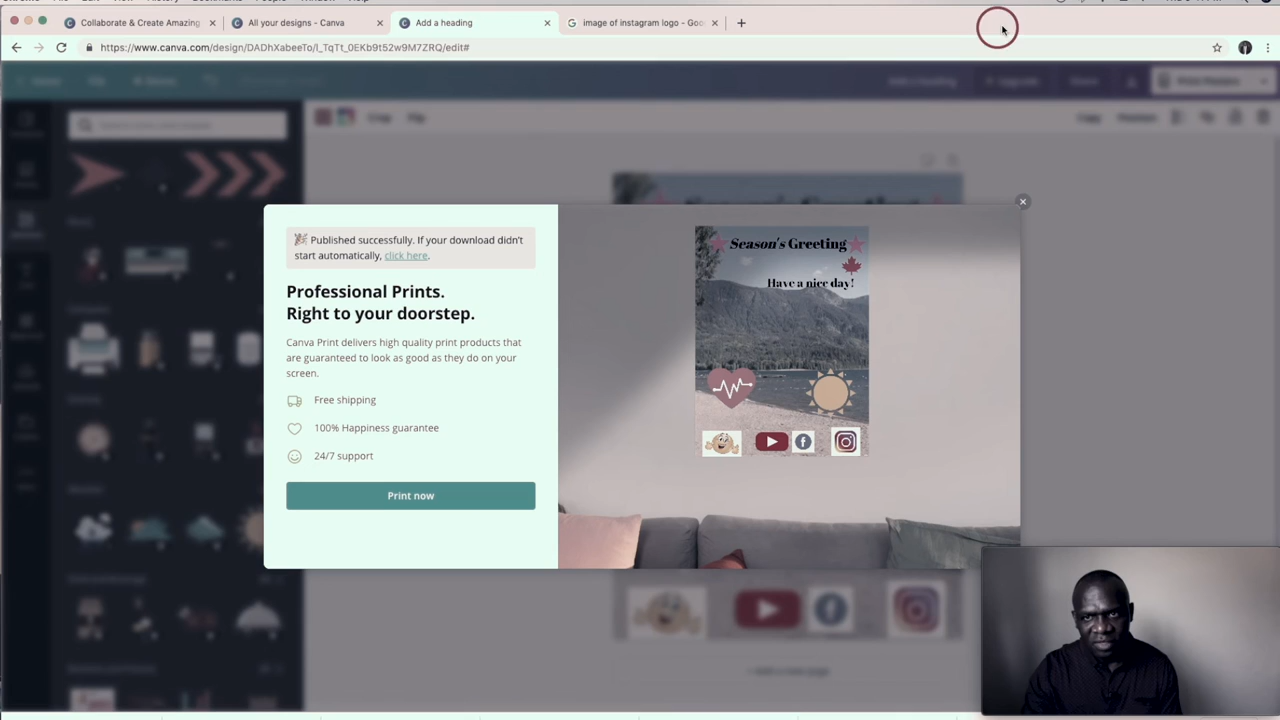 Collaborate & Create Amazing
All your designs - Canva
Add a heading
image of instagram logo - Goo
https://www.canva.com/design/DADhXabeeTo/l_TqTt_0EKb9t52w9M7ZRQ/edit#
Crop
Flip
Copy
Published successfully. If your download didn't
start automatically, click here.
Professional Prints.
Right to your doorstep.
Canva Print delivers high quality print products that
are guaranteed to look as good as they do on your
screen.
Free shipping
100% Happiness guarantee
24/7 support
Print now
Season's Greeting
Have a nice day!